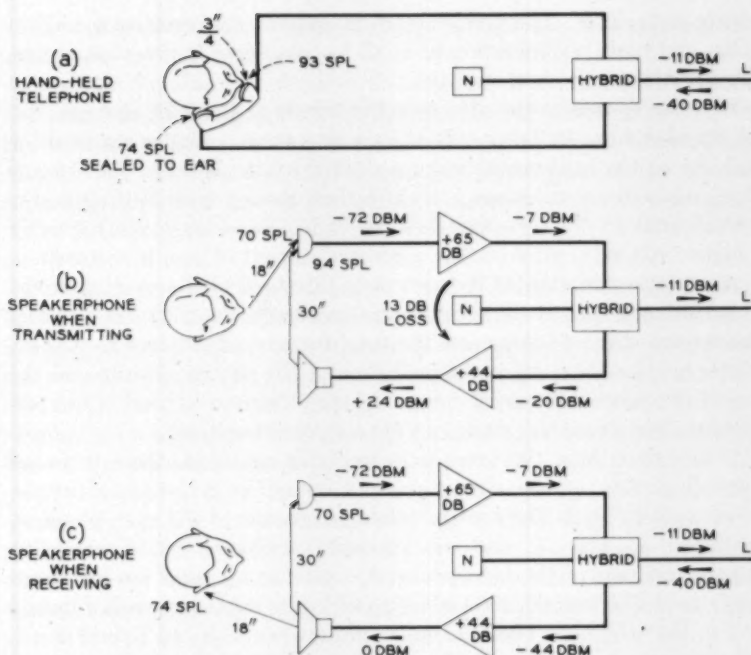 (a)
HAND-HELD
TELEPHONE
3"
4
93 SPL
74 SPL
SEALED TO EAR
N
HYBRID
−11 DBM
−40 DBM
L
(b)
SPEAKERPHONE
WHEN
TRANSMITTING
70 SPL
18"
94 SPL
30"
−72 DBM
+65
DB
−7 DBM
13 DB
LOSS
N
HYBRID
−11 DBM
L
+44
DB
+24 DBM
−20 DBM
(c)
SPEAKERPHONE
WHEN
RECEIVING
−72 DBM
70 SPL
+65
DB
−7 DBM
30"
N
HYBRID
−11 DBM
−40 DBM
L
74 SPL
18"
+44
DB
0 DBM
−44 DBM